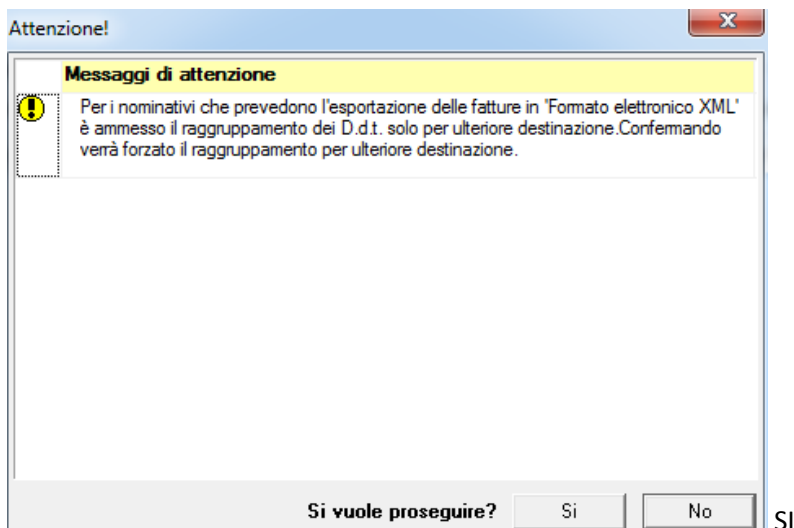 Attenzione!
Messaggi di attenzione
Per i nominativi che prevedono l'esportazione delle fatture in 'Formato elettronico XML'
è ammesso il raggruppamento dei D.d.t. solo per ulteriore destinazione.Confermando
verrà forzato il raggruppamento per ulteriore destinazione.
Si vuole proseguire? Si No SI